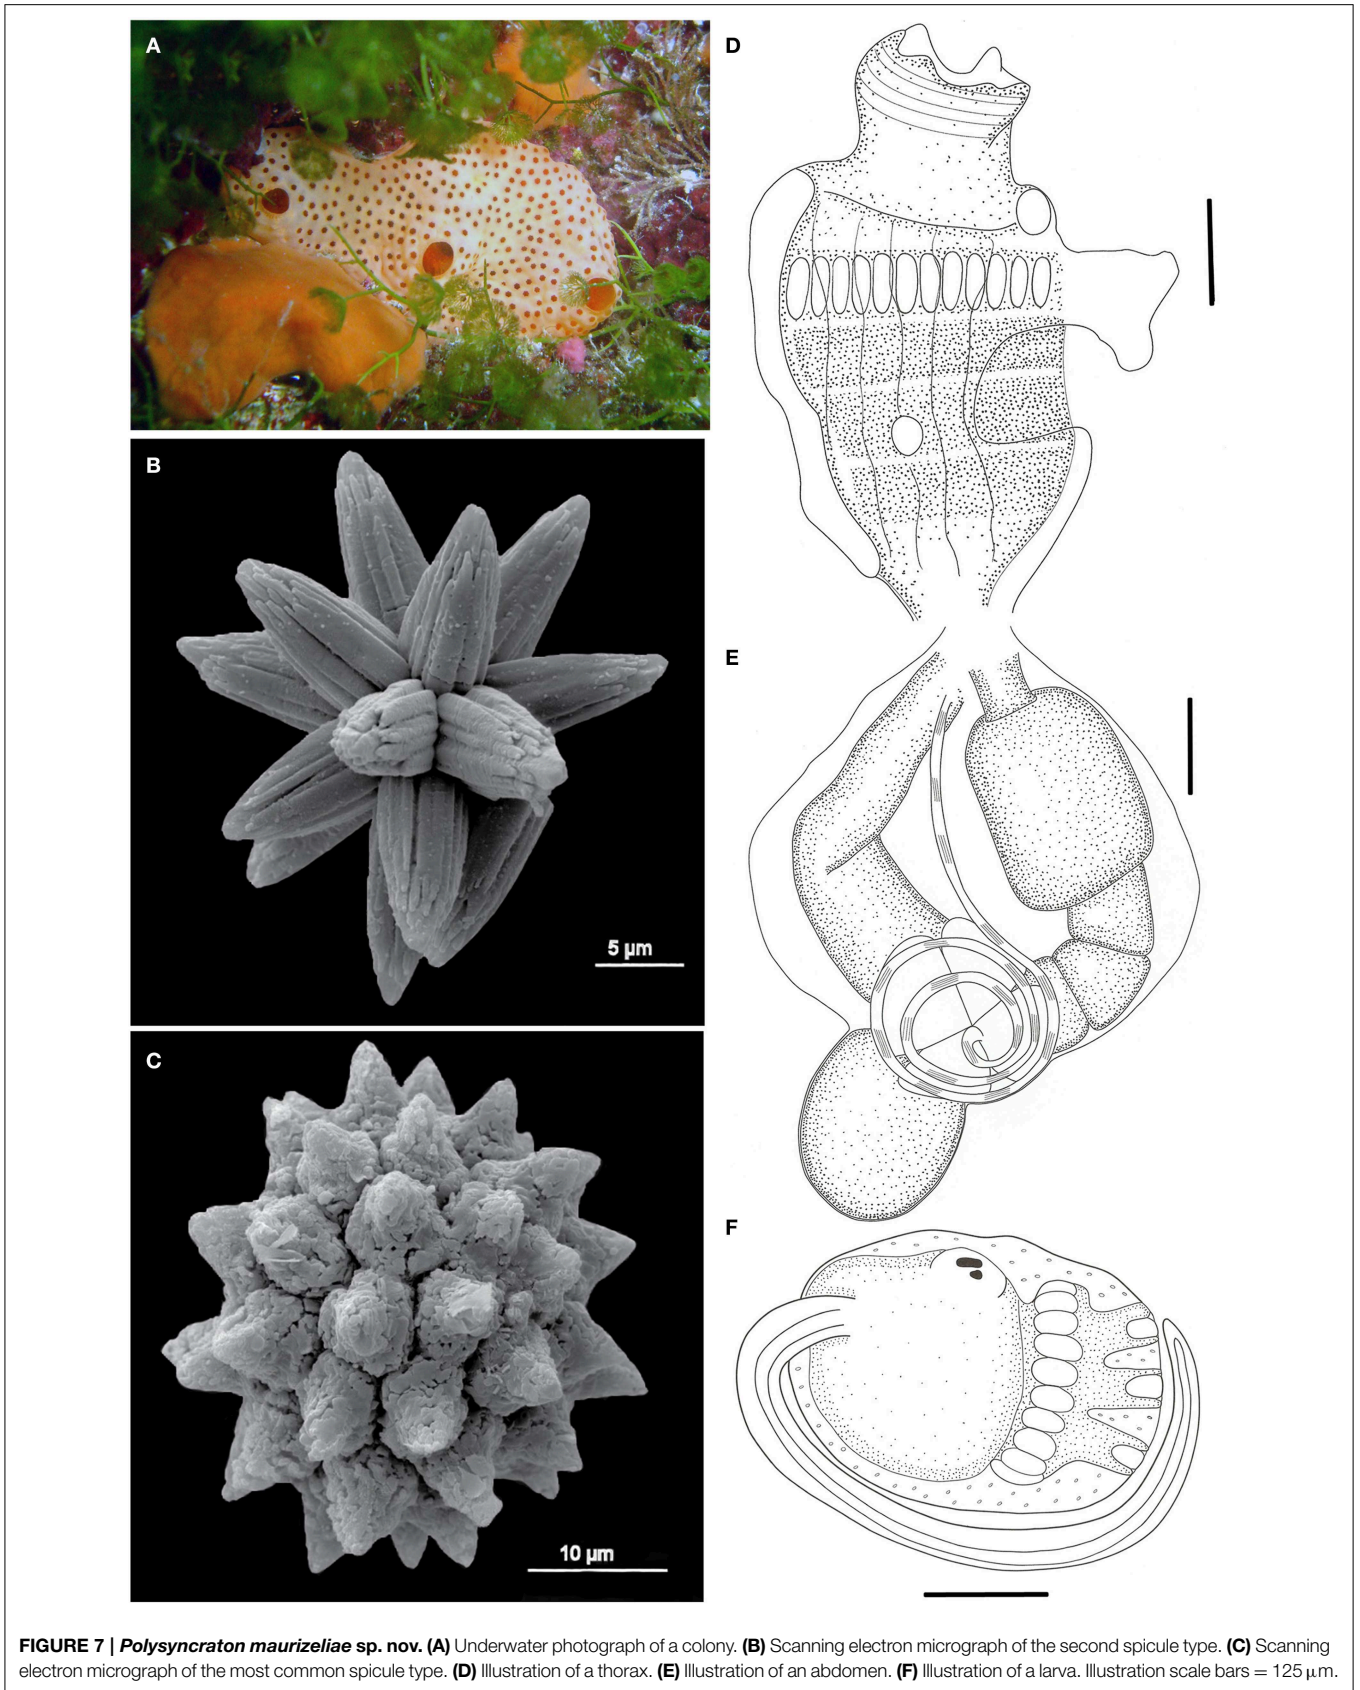 A
B
5 μm
C
10 μm
D
E
F
FIGURE 7 | Polysyncraton maurizeliae sp. nov. (A) Underwater photograph of a colony. (B) Scanning electron micrograph of the second spicule type. (C) Scanning
electron micrograph of the most common spicule type. (D) Illustration of a thorax. (E) Illustration of an abdomen. (F) Illustration of a larva. Illustration scale bars = 125 μm.